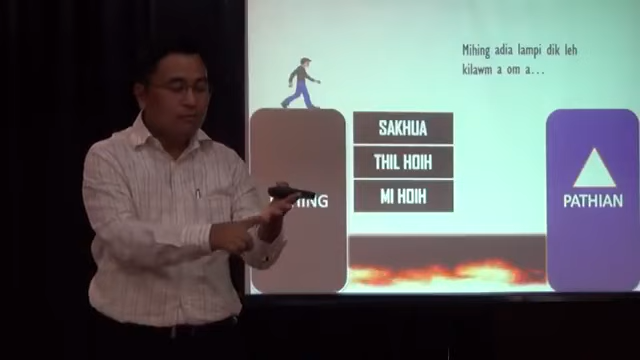 Mihing adia lampi dik leh
kilawm a om a...
SAKHUA
THIL HOIH
MI HOIH
PATHIAN